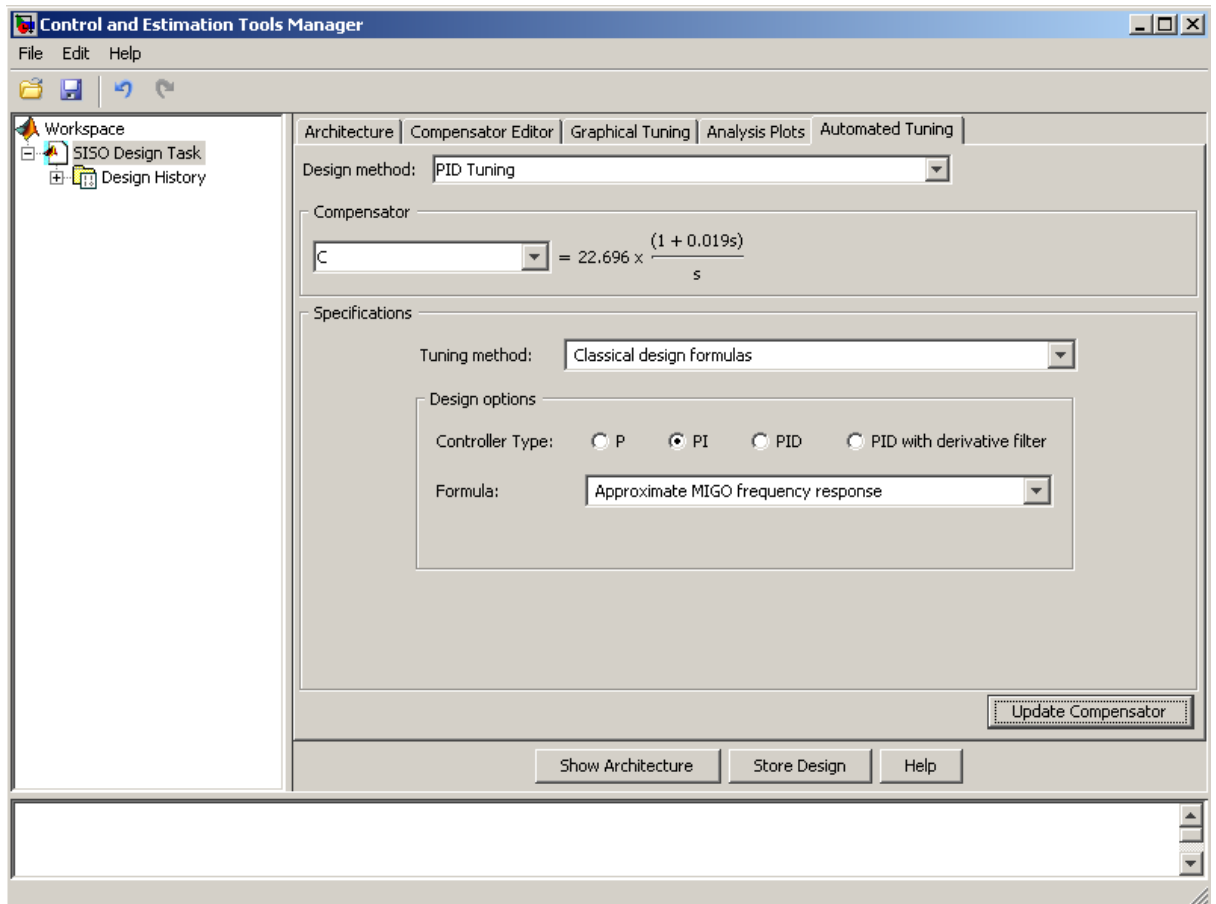 Control and Estimation Tools Manager
File Edit Help
Workspace
SISO Design Task
Design History
Architecture Compensator Editor Graphical Tuning Analysis Plots Automated Tuning
Design method: PID Tuning
Compensator
C = 22.696 x (1 + 0.019s)
s
Specifications
Tuning method: Classical design formulas
Design options
Controller Type: P PI PID PID with derivative filter
Formula: Approximate MIGO frequency response
Update Compensator
Show Architecture Store Design Help